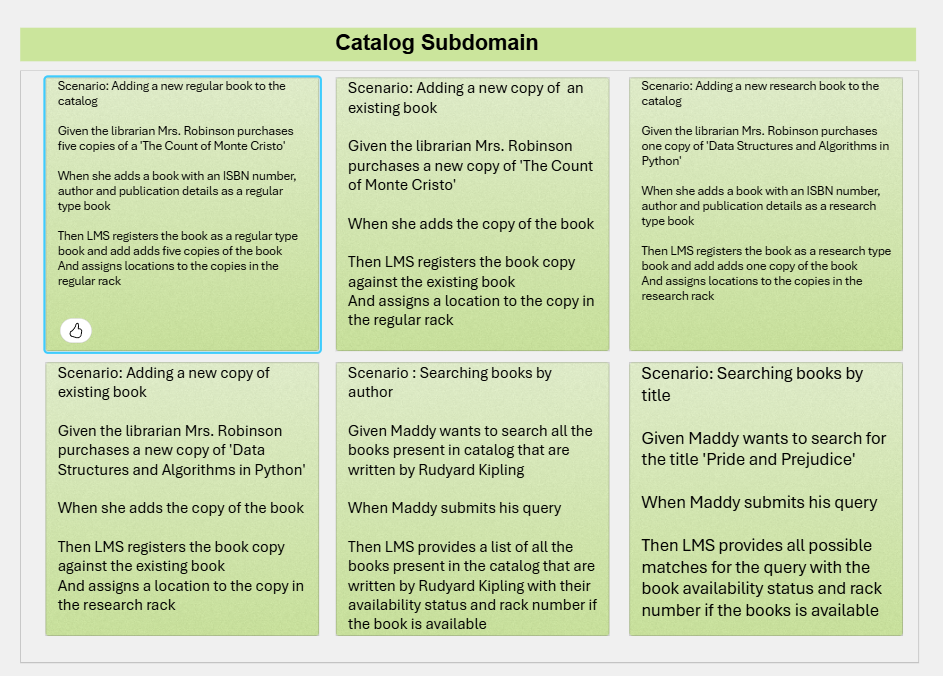 Catalog Subdomain
Scenario: Adding a new regular book to the
catalog
Given the librarian Mrs. Robinson purchases
five copies of a 'The Count of Monte Cristo'
When she adds a book with an ISBN number,
author and publication details as a regular
type book
Then LMS registers the book as a regular type
book and add adds five copies of the book
And assigns locations to the copies in the
regular rack
Scenario: Adding a new copy of  an
existing book
Given the librarian Mrs. Robinson
purchases a new copy of 'The Count
of Monte Cristo'
When she adds the copy of the book
Then LMS registers the book copy
against the existing book
And assigns a location to the copy in
the regular rack
Scenario: Adding a new research book to the
catalog
Given the librarian Mrs. Robinson purchases
one copy of 'Data Structures and Algorithms in
Python'
When she adds a book with an ISBN number,
author and publication details as a research
type book
Then LMS registers the book as a research type
book and add adds one copy of the book
And assigns locations to the copies in the
research rack
Scenario: Adding a new copy of
existing book
Given the librarian Mrs. Robinson
purchases a new copy of 'Data
Structures and Algorithms in Python'
When she adds the copy of the book
Then LMS registers the book copy
against the existing book
And assigns a location to the copy in
the research rack
Scenario : Searching books by
author
Given Maddy wants to search all the
books present in catalog that are
written by Rudyard Kipling
When Maddy submits his query
Then LMS provides a list of all the
books present in the catalog that are
written by Rudyard Kipling with their
availability status and rack number if
the book is available
Scenario: Searching books by
title
Given Maddy wants to search for
the title 'Pride and Prejudice'
When Maddy submits his query
Then LMS provides all possible
matches for the query with the
book availability status and rack
number if the books is available